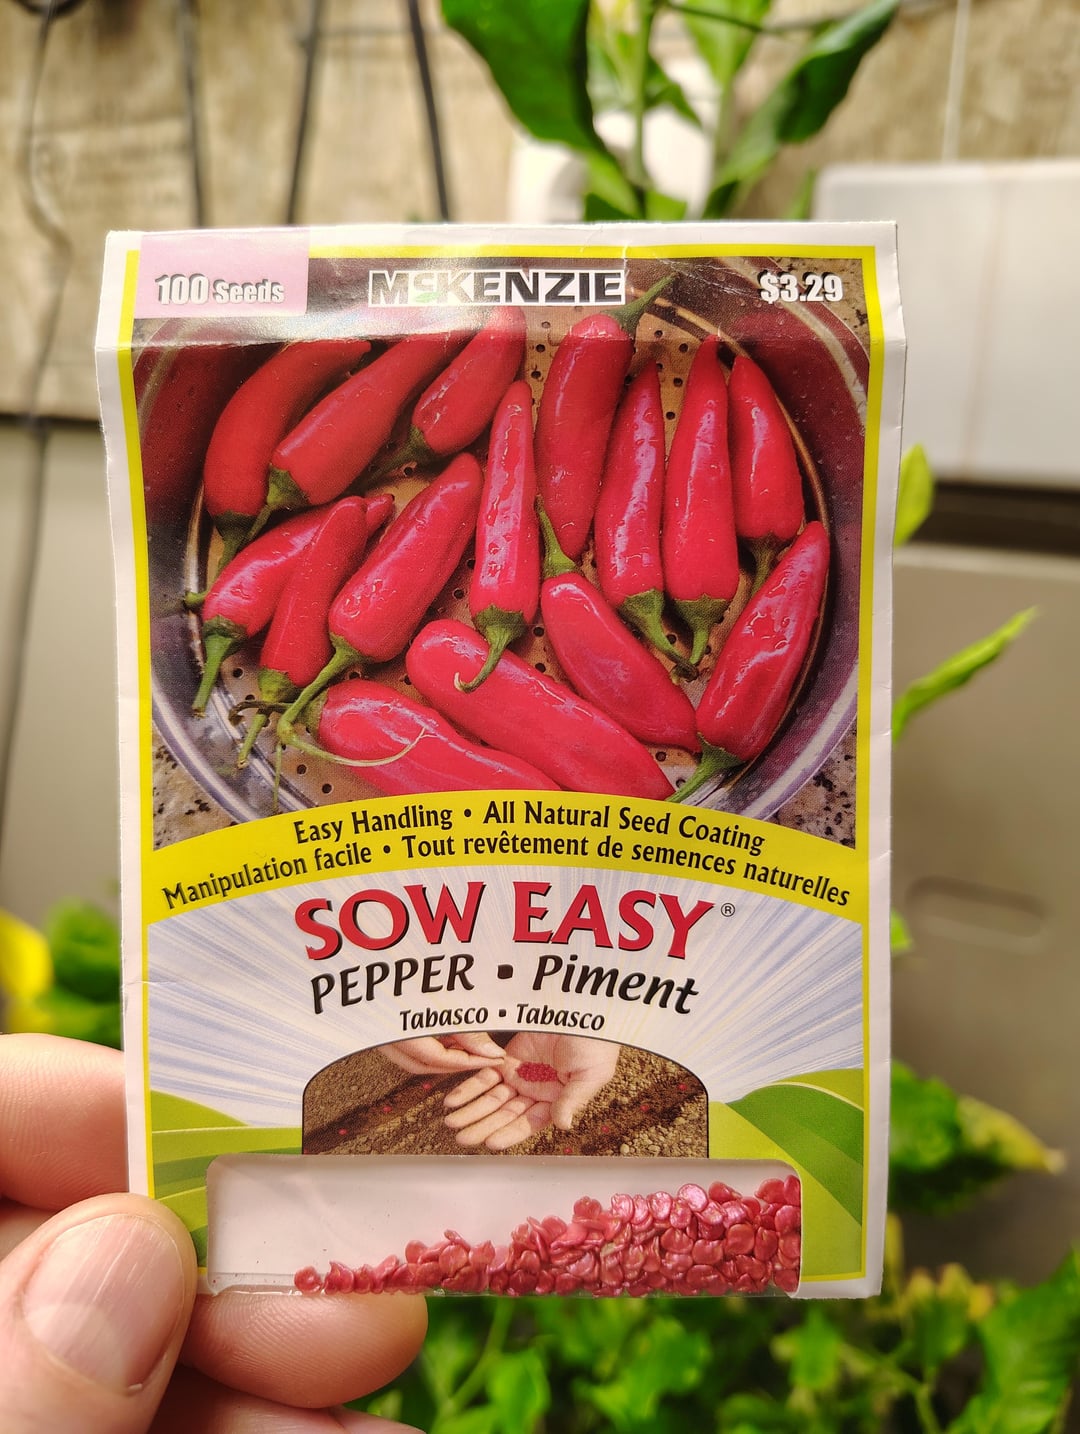 100 Seeds
McKENZIE
$3.29
Easy Handling • All Natural Seed Coating
Manipulation facile • Tout revêtement de semences naturelles
SOW EASY®
PEPPER • Piment
Tabasco • Tabasco